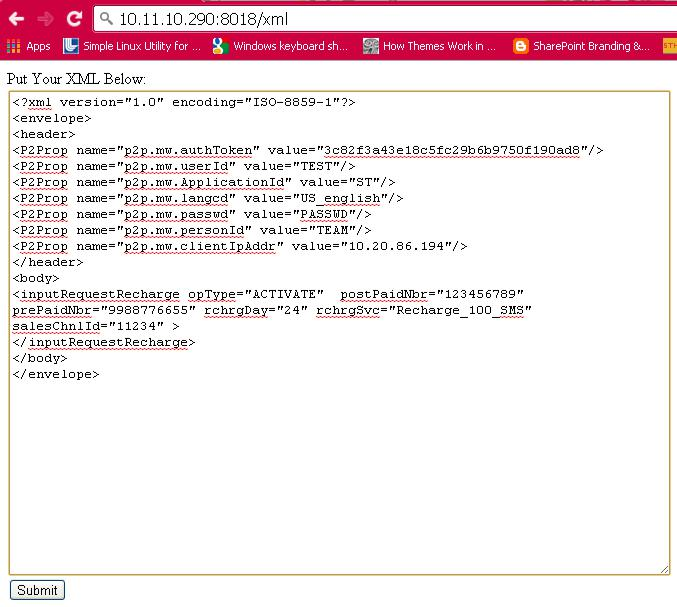 10.11.10.290:8018/xml
Apps Simple Linux Utility for ... Windows keyboard sh... How Themes Work in ... SharePoint Branding &...
Put Your XML Below:
<?xml version="1.0" encoding="ISO-8859-1"?>
<envelope>
<header>
<P2Prop name="p2p.mw.authToken" value="3c82f3a43e18c5fc29b6b9750f190ad8"/>
<P2Prop name="p2p.mw.userId" value="TEST"/>
<P2Prop name="p2p.mw.ApplicationId" value="ST"/>
<P2Prop name="p2p.mw.langcd" value="US_english"/>
<P2Prop name="p2p.mw.passwd" value="PASSWD"/>
<P2Prop name="p2p.mw.personId" value="TEAM"/>
<P2Prop name="p2p.mw.clientIpAddr" value="10.20.86.194"/>
</header>
<body>
<inputRequestRecharge opType="ACTIVATE"  postPaidNbr="123456789"
prePaidNbr="9988776655" rchrgDay="24" rchrgSvc="Recharge_100_SMS"
salesChnlId="11234" >
</inputRequestRecharge>
</body>
</envelope>
Submit